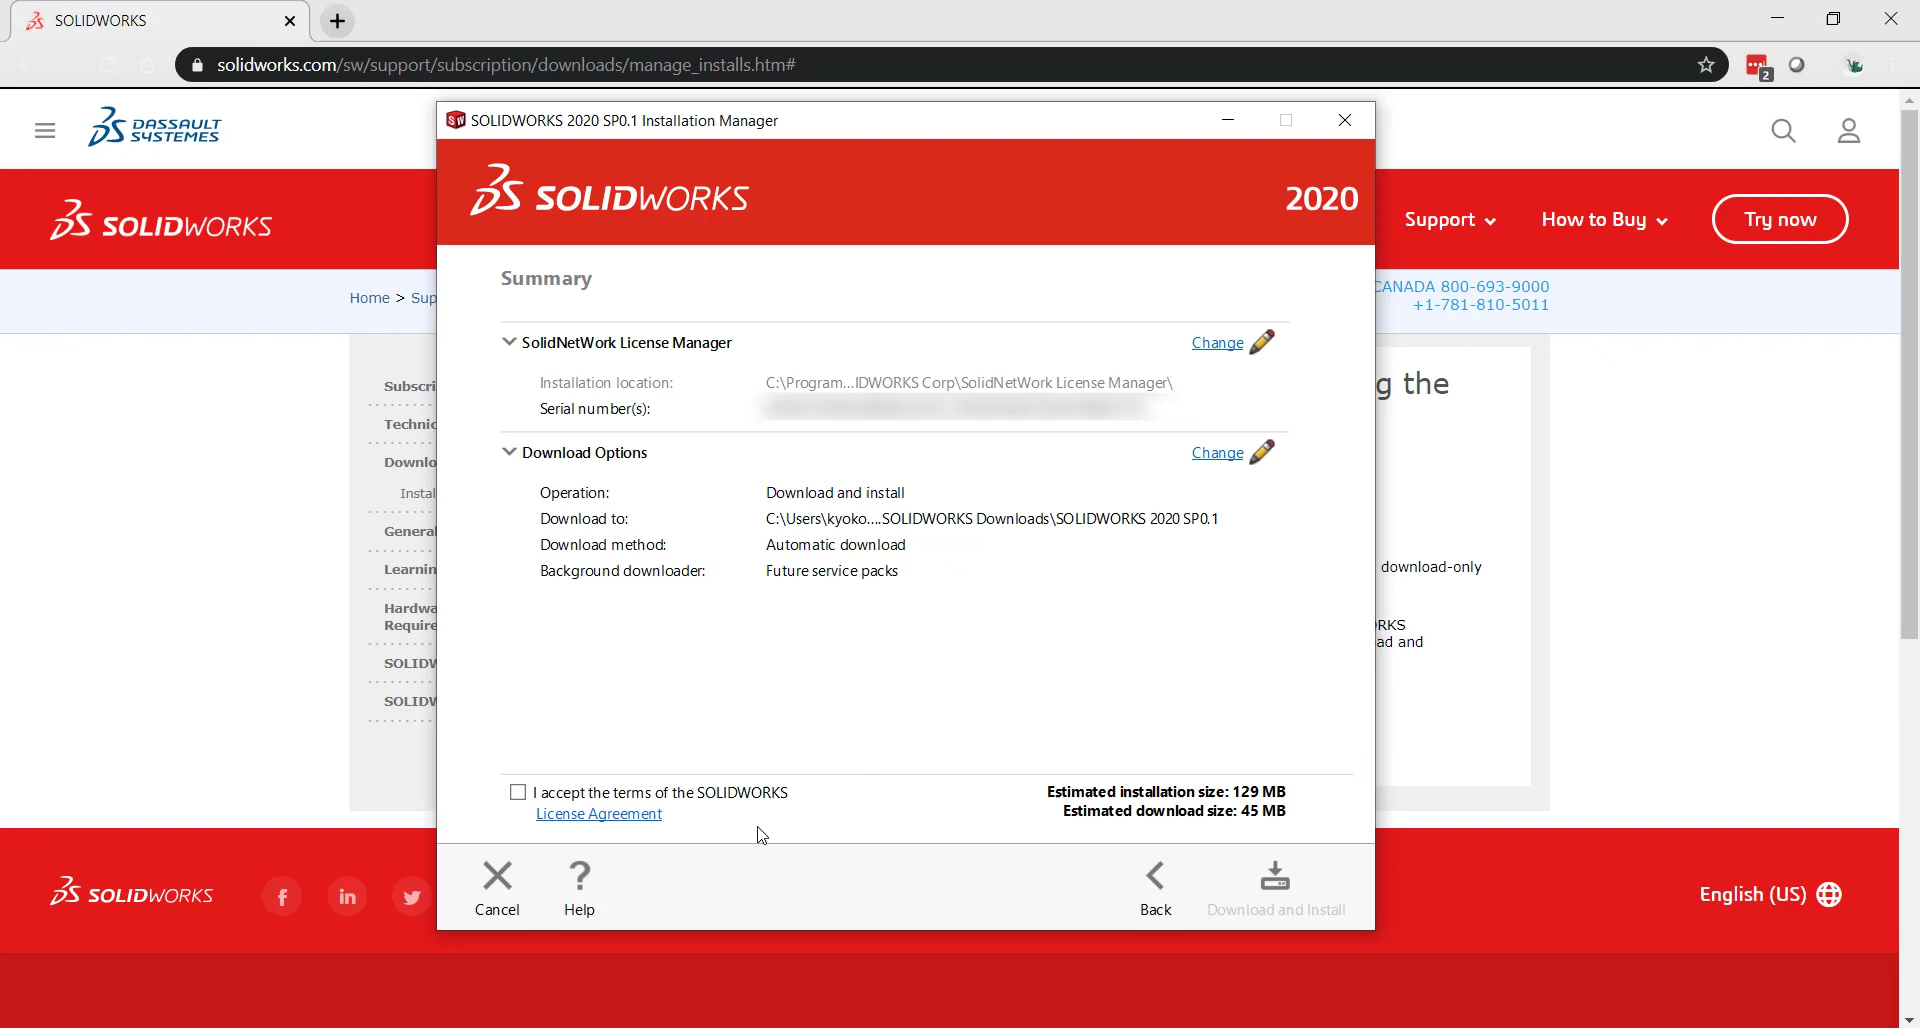 SOLIDWORKS
solidworks.com/sw/support/subscription/downloads/manage_installs.htm#
2
DASSAULT
SYSTEMES
SOLIDWORKS
Support
How to Buy
Try now
Home > Sup
CANADA 800-693-9000
+1-781-810-5011
Subscri
Technic
Downlo
Instal
General
Learnin
Hardwa
Require
SOLIDW
SOLIDW
g the
download-only
RKS
ad and
SW SOLIDWORKS 2020 SP0.1 Installation Manager
SOLIDWORKS
2020
Summary
SolidNetWork License Manager
Change
Installation location: C:\Program...IDWORKS Corp\SolidNetWork License Manager\
Serial number(s):
Download Options
Change
Operation: Download and install
Download to: C:\Users\kyoko....SOLIDWORKS Downloads\SOLIDWORKS 2020 SP0.1
Download method: Automatic download
Background downloader: Future service packs
I accept the terms of the SOLIDWORKS
License Agreement
Estimated installation size: 129 MB
Estimated download size: 45 MB
Cancel
Help
Back
Download and Install
SOLIDWORKS
English (US)